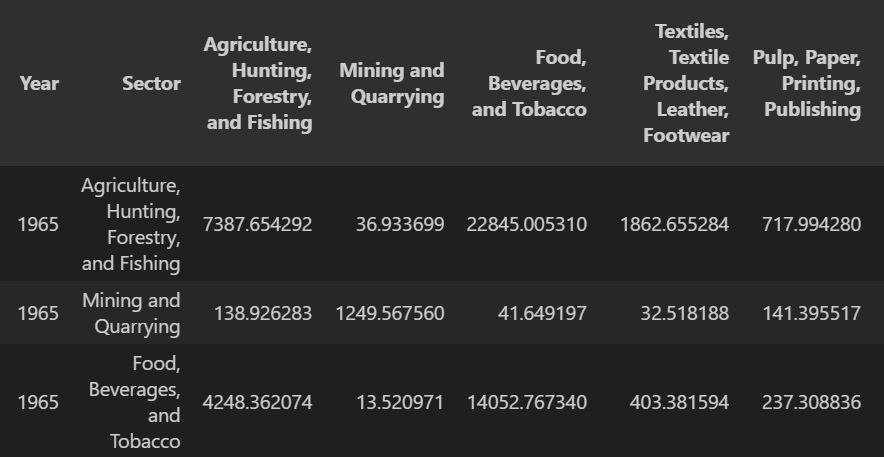 Year Sector Agriculture, Hunting, Forestry, and Fishing Mining and Quarrying Food, Beverages, and Tobacco Textiles, Textile Products, Leather, Footwear Pulp, Paper, Printing, Publishing
1965 Agriculture, Hunting, Forestry, and Fishing 7387.654292 36.933699 22845.005310 1862.655284 717.994280
1965 Mining and Quarrying 138.926283 1249.567560 41.649197 32.518188 141.395517
1965 Food, Beverages, and Tobacco 4248.362074 13.520971 14052.767340 403.381594 237.308836